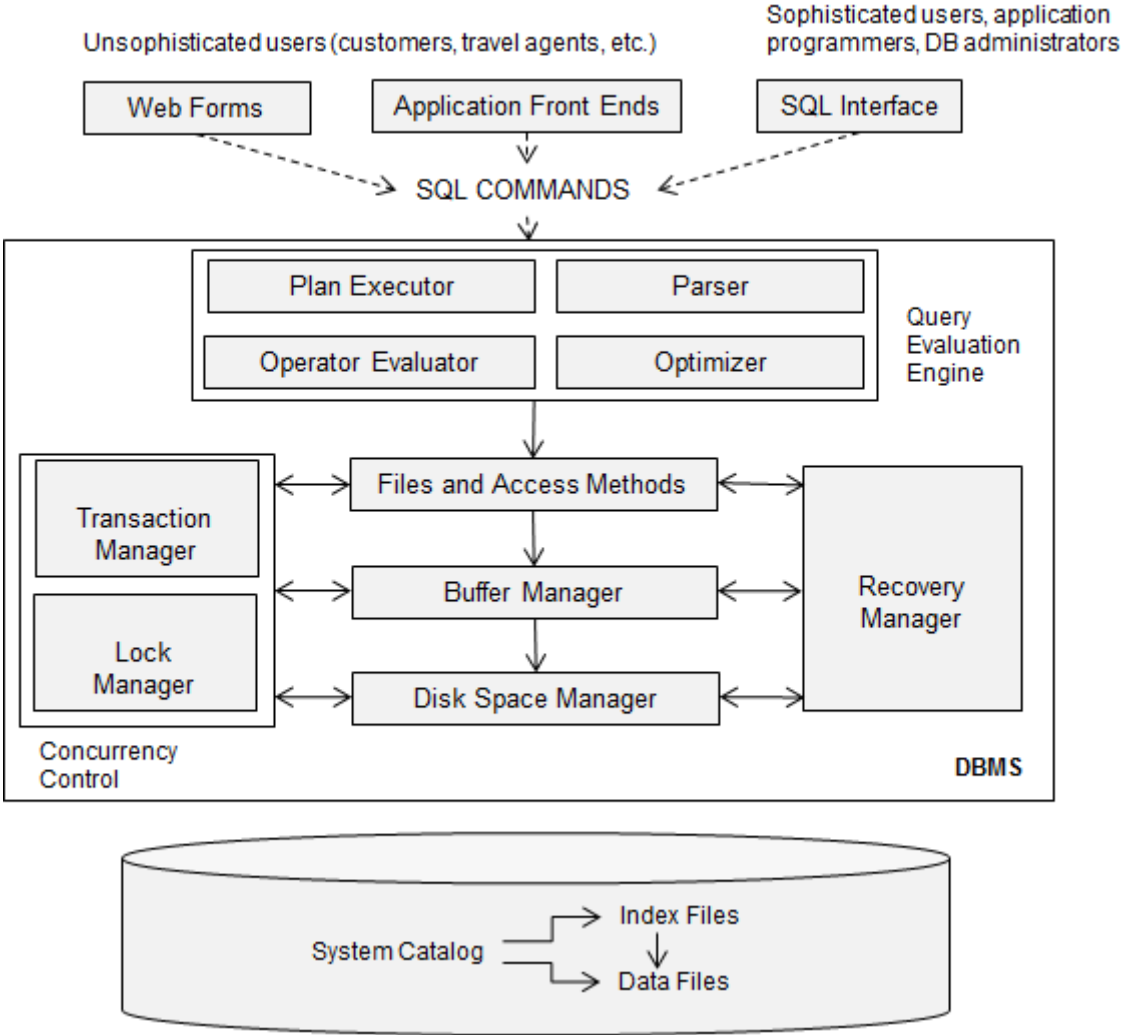 Sophisticated users, application
programmers, DB administrators
Unsophisticated users (customers, travel agents, etc.)
Web Forms
Application Front Ends
SQL Interface
SQL COMMANDS
Plan Executor
Parser
Operator Evaluator
Optimizer
Query
Evaluation
Engine
Transaction
Manager
Lock
Manager
Concurrency
Control
Files and Access Methods
Buffer Manager
Disk Space Manager
Recovery
Manager
DBMS
System Catalog
Index Files
Data Files